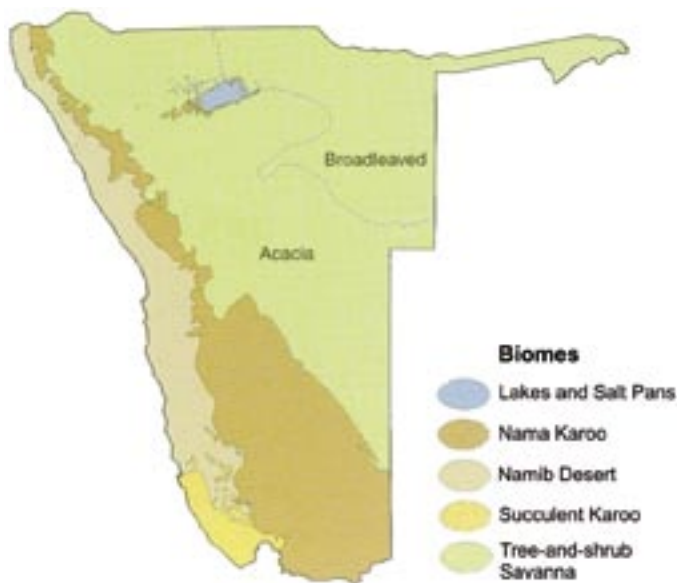 Broadleaved
Acacia
Biomes
Lakes and Salt Pans
Nama Karoo
Namib Desert
Succulent Karoo
Tree-and-shrub
Savanna